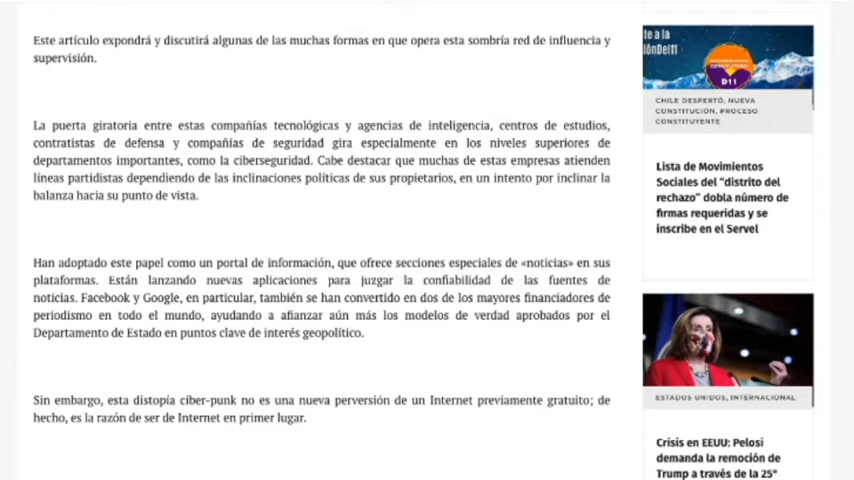 Este artículo expondrá y discutirá algunas de las muchas formas en que opera esta sombría red de influencia y
supervisión.
La puerta giratoria entre estas compañías tecnológicas y agencias de inteligencia, centros de estudios,
contratistas de defensa y compañías de seguridad gira especialmente en los niveles superiores de
departamentos importantes, como la ciberseguridad. Cabe destacar que muchas de estas empresas atienden
líneas partidistas dependiendo de las inclinaciones políticas de sus propietarios, en un intento por inclinar la
balanza hacia su punto de vista.
Han adoptado este papel como un portal de información, que ofrece secciones especiales de «noticias» en sus
plataformas. Están lanzando nuevas aplicaciones para juzgar la confiabilidad de las fuentes de
noticias. Facebook y Google, en particular, también se han convertido en dos de los mayores financiadores de
periodismo en todo el mundo, ayudando a afianzar aún más los modelos de verdad aprobados por el
Departamento de Estado en puntos clave de interés geopolítico.
Sin embargo, esta distopía ciber-punk no es una nueva perversión de un Internet previamente gratuito; de
hecho, es la razón de ser de Internet en primer lugar.
te a la
D11
CHILE DESPERTÓ, NUEVA
CONSTITUCIÓN, PROCESO
CONSTITUYENTE
Lista de Movimientos
Sociales del "distrito del
rechazo" dobla número de
firmas requeridas y se
inscribe en el Servel
ESTADOS UNIDOS, INTERNACIONAL
Crisis en EEUU: Pelosi
demanda la remoción de
Trump a través de la 25°